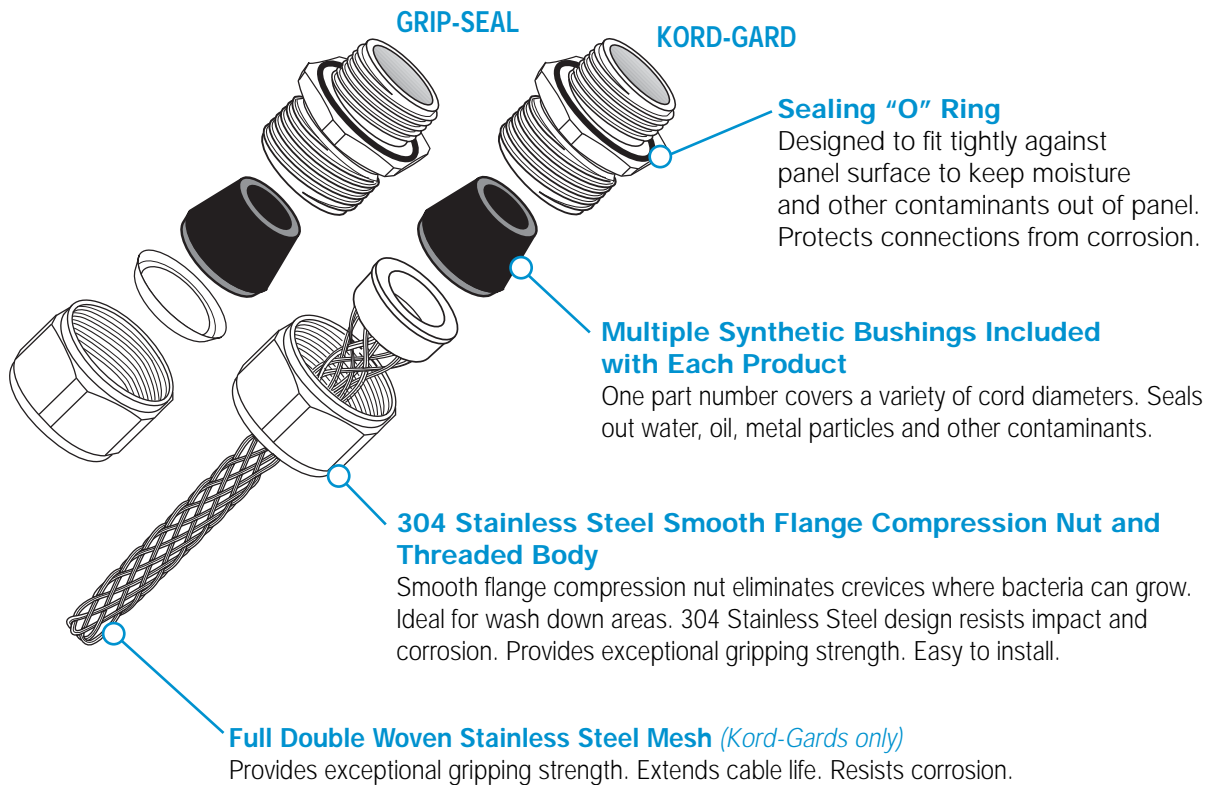 GRIP-SEAL
KORD-GARD
Sealing “O” Ring
Designed to fit tightly against
panel surface to keep moisture
and other contaminants out of panel.
Protects connections from corrosion.
Multiple Synthetic Bushings Included
with Each Product
One part number covers a variety of cord diameters. Seals
out water, oil, metal particles and other contaminants.
304 Stainless Steel Smooth Flange Compression Nut and
Threaded Body
Smooth flange compression nut eliminates crevices where bacteria can grow.
Ideal for wash down areas. 304 Stainless Steel design resists impact and
corrosion. Provides exceptional gripping strength. Easy to install.
Full Double Woven Stainless Steel Mesh (Kord-Gards only)
Provides exceptional gripping strength. Extends cable life. Resists corrosion.